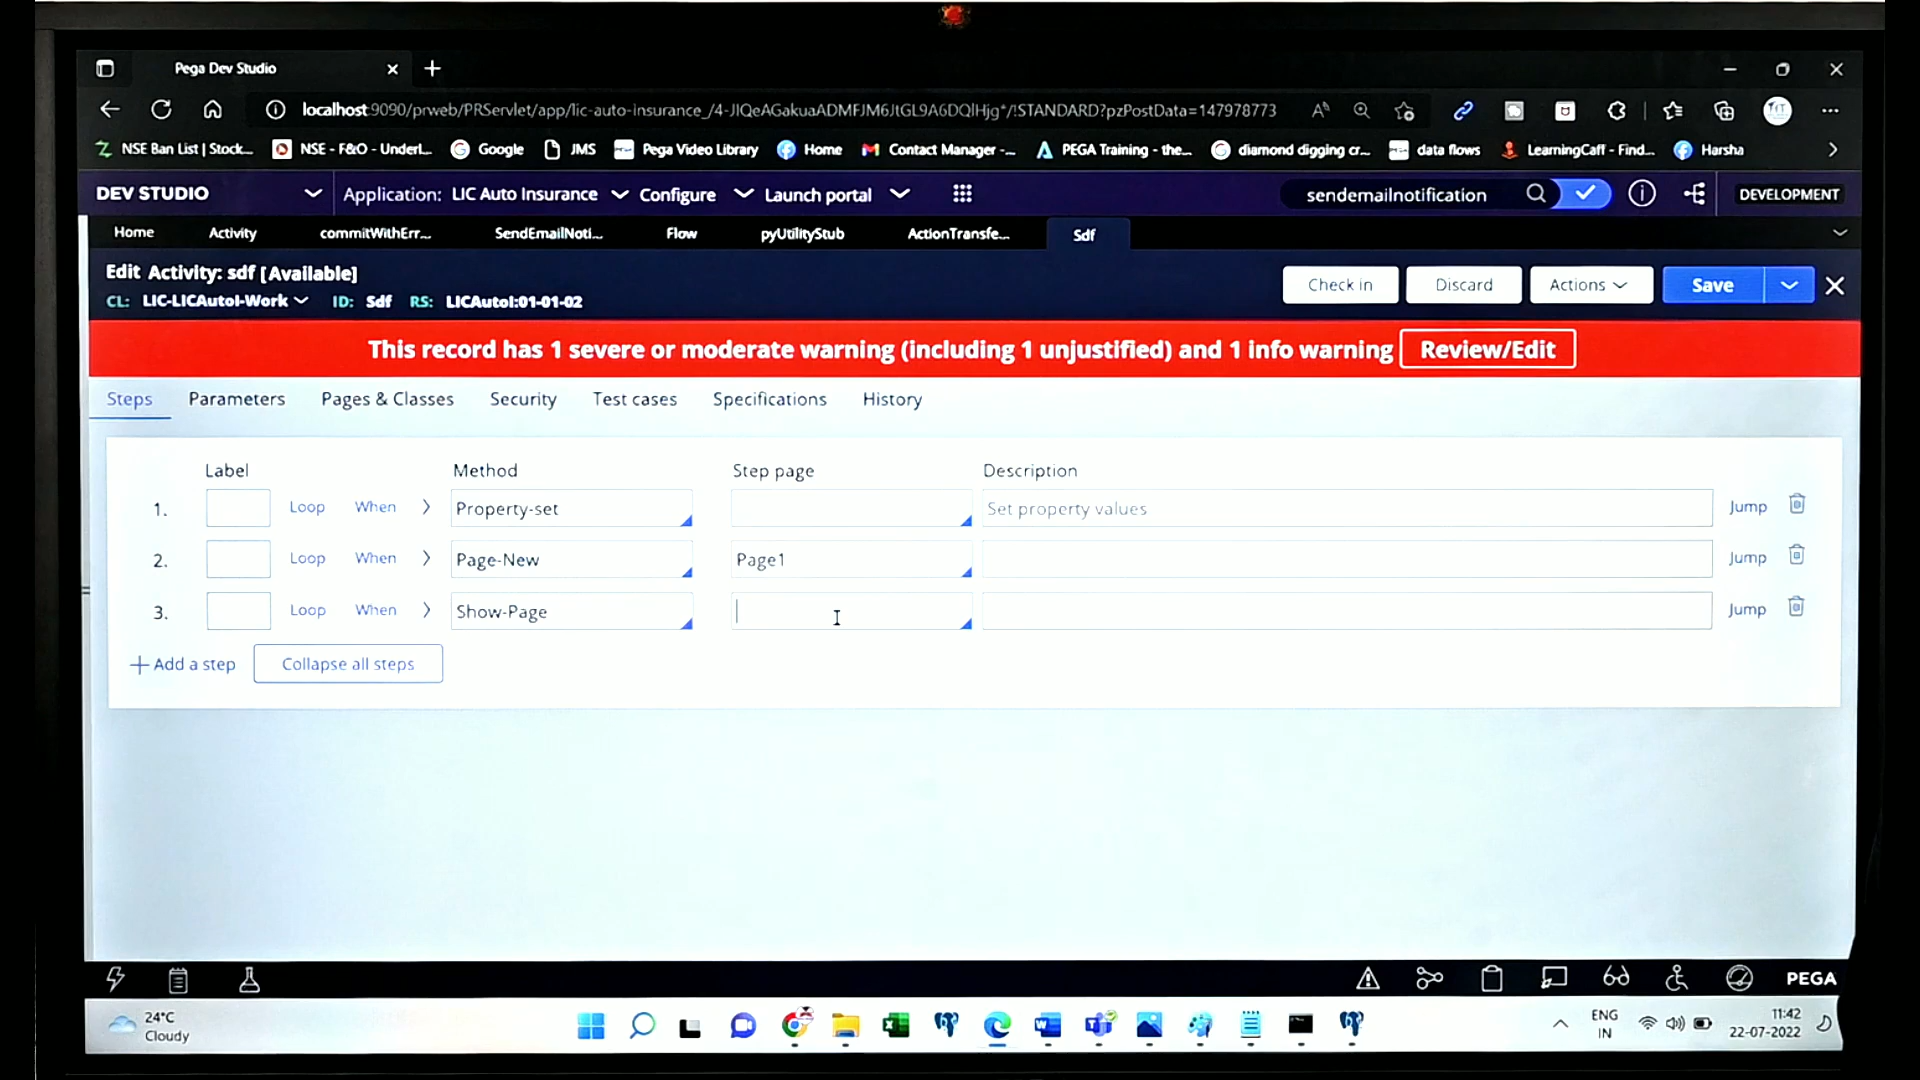 Pega Dev Studio
localhost:9090/prweb/PRServlet/app/lic-auto-insurance_/4-JIQeAGakuaADMFJM6JtGL9A6DQlHjg*/!STANDARD?pzPostData=147978773
NSE Ban List | Stock... NSE - F&O - Underl... Google JMS Pega Video Library Home Contact Manager -... PEGA Training - the... diamond digging cr... data flows LearningCaff - Find... Harsha
DEV STUDIO Application: LIC Auto Insurance Configure Launch portal sendemailnotification DEVELOPMENT
Home Activity commitWithErr... SendEmailNoti... Flow pyUtilityStub ActionTransfe... Sdf
Edit Activity: sdf [Available]
CL: LIC-LICAutoI-Work ID: Sdf RS: LICAutoI:01-01-02
Check in Discard Actions Save
This record has 1 severe or moderate warning (including 1 unjustified) and 1 info warning Review/Edit
Steps Parameters Pages & Classes Security Test cases Specifications History
Label Method Step page Description
1. Loop When Property-set Set property values Jump
2. Loop When Page-New Page1 Jump
3. Loop When Show-Page Jump
+ Add a step Collapse all steps
PEGA
24°C
Cloudy
ENG
IN
11:42
22-07-2022